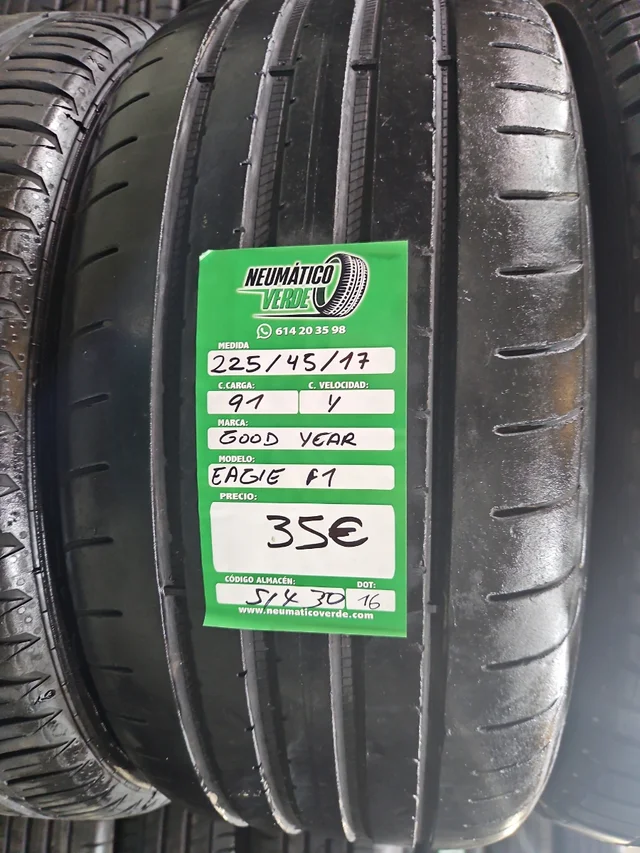 NEUMÁTICO
VERDE
614 20 35 98
MEDIDA
225/45/17
C.CARGA: C. VELOCIDAD:
91 Y
MARCA:
GOOD YEAR
MODELO:
EAGLE F1
PRECIO:
35€
CÓDIGO ALMACÉN: DOT:
S/4 30 16
www.neumaticoverde.com